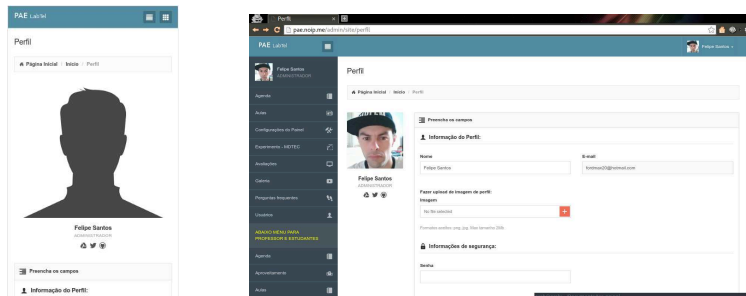 PAE Labfel
Perfil
Página Inicial / Início / Perfil
Felipe Santos
ADMINISTRADOR
Preencha os campos
Informação do Perfil:
Perfil
pae.noip.me/admin/site/perfil
PAE Labfel
Felipe Santos
Felipe Santos
ADMINISTRADOR
Agenda
Aulas
Configurações do Painel
Experimento - MDTEC
Avaliações
Galeria
Perguntas frequentes
Usuários
ABAIXO MENU PARA
PROFESSOR E ESTUDANTES
Agenda
Aproveitamento
Aulas
Perfil
Página Inicial / Início / Perfil
Felipe Santos
ADMINISTRADOR
Preencha os campos
Informação do Perfil:
Nome
Felipe Santos
E-mail
Fazer upload de imagem de perfil:
Imagem
No file selected
Informações de segurança:
Senha